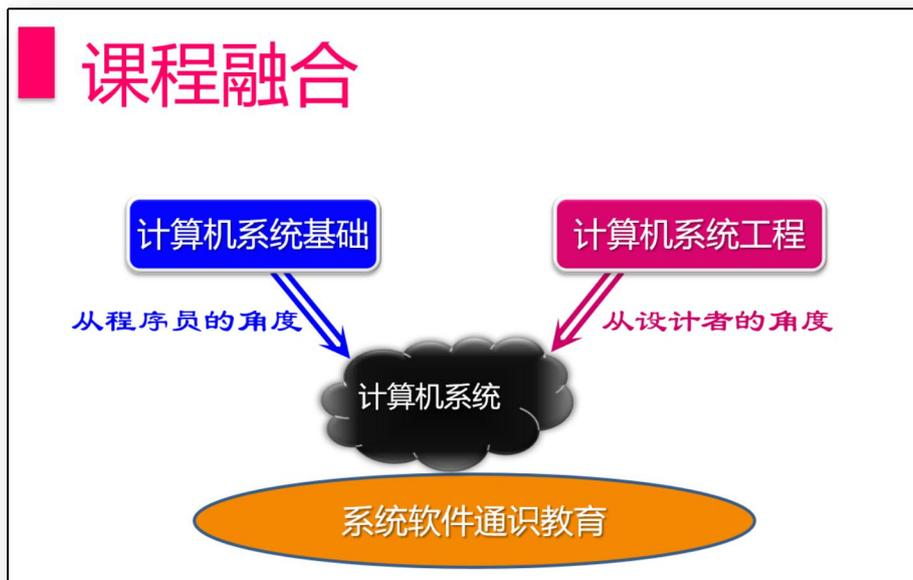 课程融合
计算机系统基础
计算机系统工程
从程序员的角度
从设计者的角度
计算机系统
系统软件通识教育